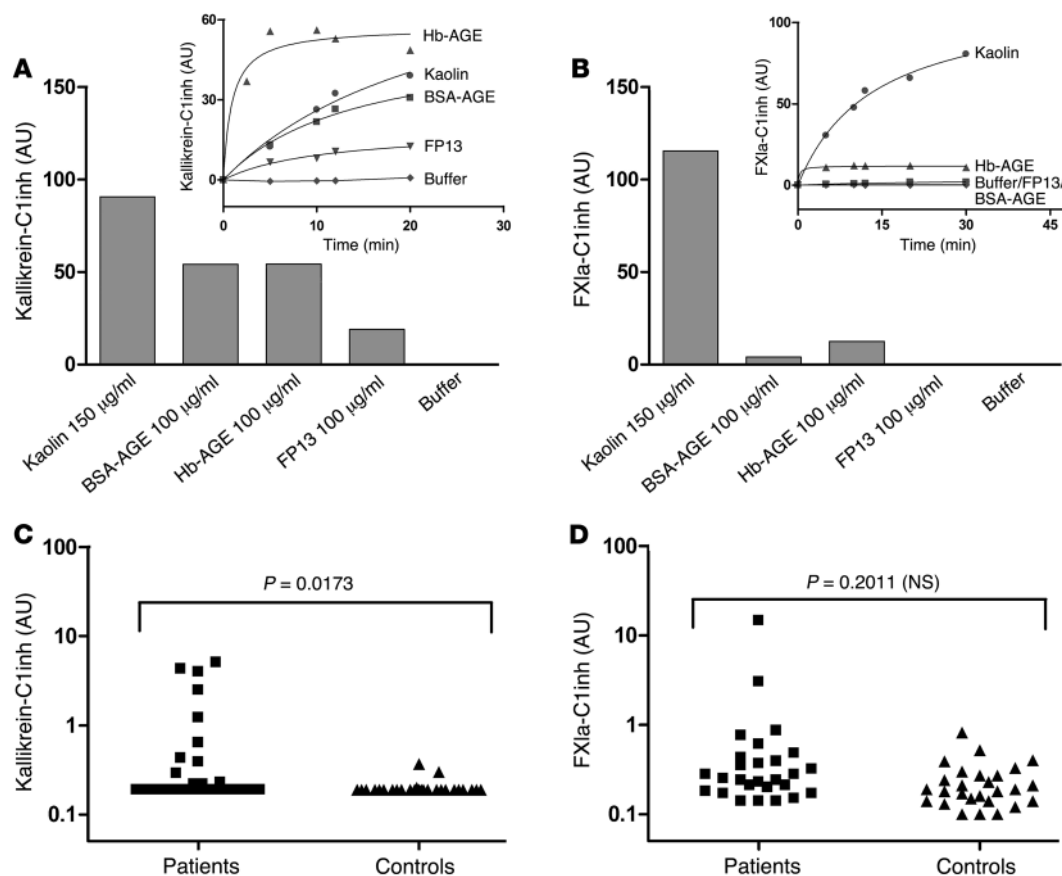 A
Kallikrein-C1inh (AU)
150
100
50
0
Kaolin 150 µg/ml
BSA-AGE 100 µg/ml
Hb-AGE 100 µg/ml
FP13 100 µg/ml
Buffer
Kallikrein-C1inh (AU)
60
30
0
Hb-AGE
Kaolin
BSA-AGE
FP13
Buffer
0 10 20 30
Time (min)
B
FXIa-C1inh (AU)
150
100
50
0
Kaolin 150 µg/ml
BSA-AGE 100 µg/ml
Hb-AGE 100 µg/ml
FP13 100 µg/ml
Buffer
FXIa-C1inh (AU)
100
50
0
Kaolin
Hb-AGE
Buffer/FP13/
BSA-AGE
0 15 30 45
Time (min)
C
Kallikrein-C1inh (AU)
100
10
1
0.1
P = 0.0173
Patients Controls
D
FXIa-C1inh (AU)
100
10
1
0.1
P = 0.2011 (NS)
Patients Controls